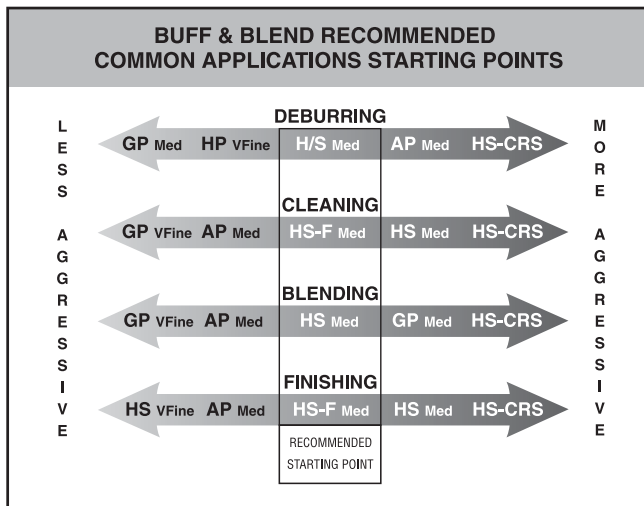 BUFF & BLEND RECOMMENDED
COMMON APPLICATIONS STARTING POINTS
LESS AGGRESSIVE
MORE AGGRESSIVE
DEBURRING
GP Med HP VFine H/S Med AP Med HS-CRS
CLEANING
GP VFine AP Med HS-F Med HS Med HS-CRS
BLENDING
GP VFine AP Med HS Med GP Med HS-CRS
FINISHING
HS VFine AP Med HS-F Med HS Med HS-CRS
RECOMMENDED
STARTING POINT